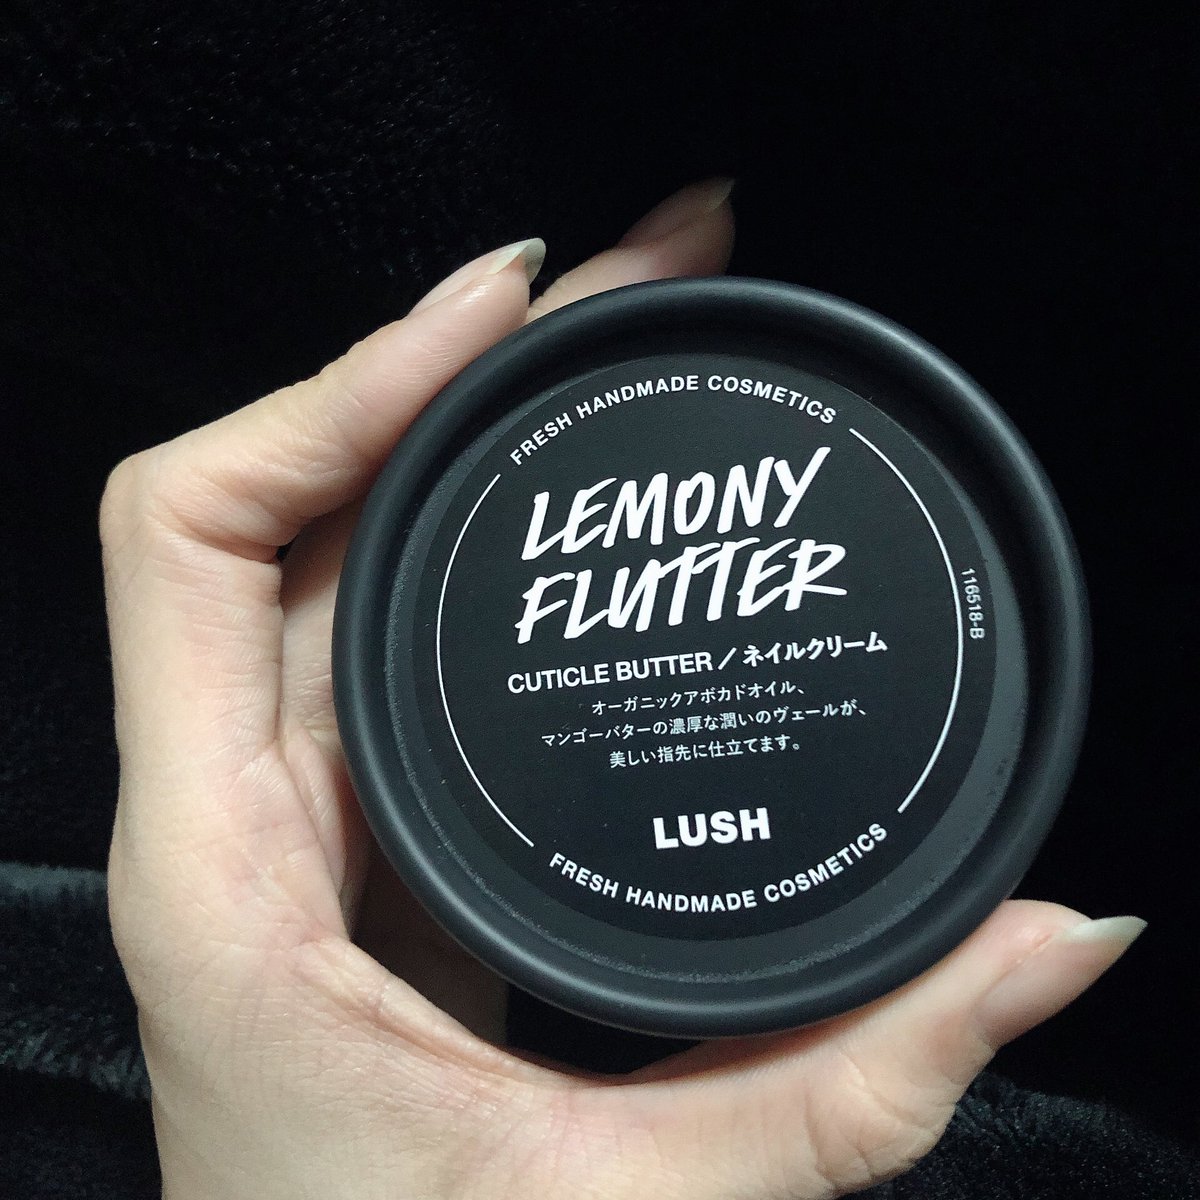 FRESH HANDMADE COSMETICS
LEMONY
FLUTTER
CUTICLE BUTTER／ネイルクリーム
オーガニックアボカドオイル、
マンゴーバターの濃厚な潤いのヴェールが、
美しい指先に仕立てます。
116518-B
LUSH
FRESH HANDMADE COSMETICS